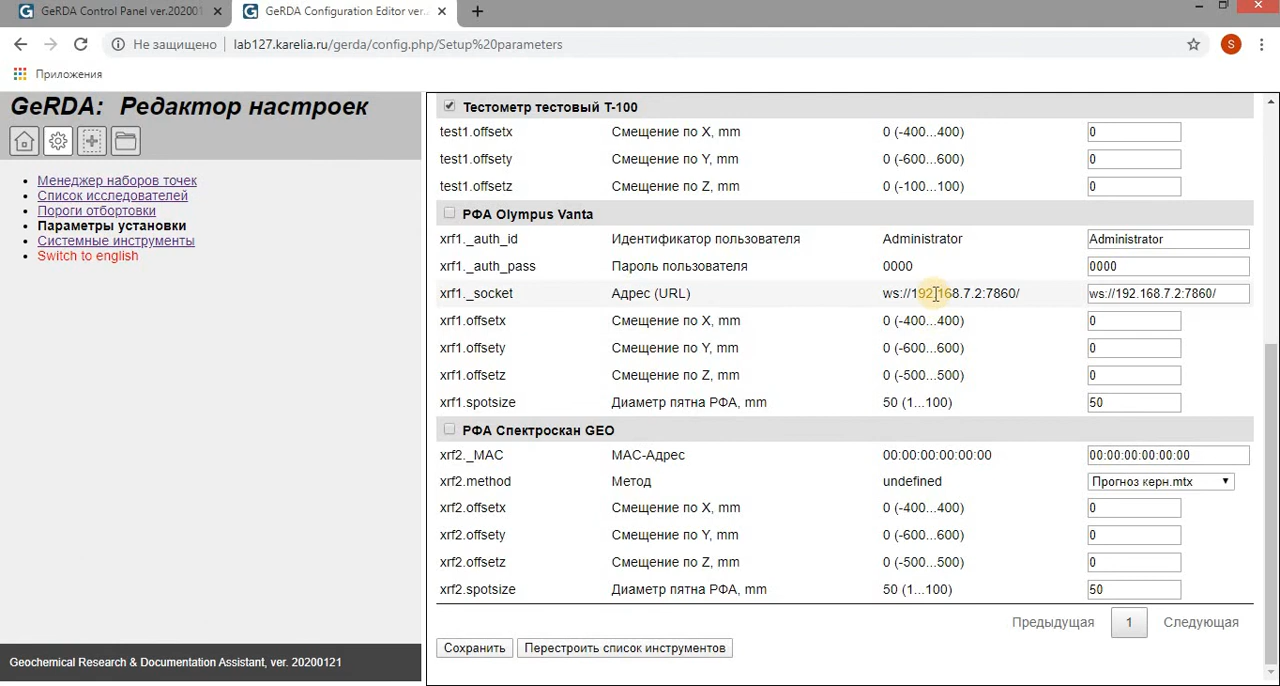 GeRDA Control Panel ver.202001
GeRDA Configuration Editor ver...
Не защищено
lab127.karelia.ru/gerda/config.php/Setup%20parameters
S
Приложения
GeRDA: Редактор настроек
Менеджер наборов точек
Список исследователей
Пороги отбортовки
Параметры установки
Системные инструменты
Switch to english
Geochemical Research & Documentation Assistant, ver. 20200121
Тестометр тестовый Т-100
test1.offsetx Смещение по X, mm 0 (-400...400) 0
test1.offsety Смещение по Y, mm 0 (-600...600) 0
test1.offsetz Смещение по Z, mm 0 (-100...100) 0
РФА Olympus Vanta
xrf1._auth_id Идентификатор пользователя Administrator Administrator
xrf1._auth_pass Пароль пользователя 0000 0000
xrf1._socket Адрес (URL) ws://192.168.7.2:7860/ ws://192.168.7.2:7860/
xrf1.offsetx Смещение по X, mm 0 (-400...400) 0
xrf1.offsety Смещение по Y, mm 0 (-600...600) 0
xrf1.offsetz Смещение по Z, mm 0 (-500...500) 0
xrf1.spotsize Диаметр пятна РФА, mm 50 (1...100) 50
РФА Спектроскан GEO
xrf2._MAC MAC-Адрес 00:00:00:00:00:00 00:00:00:00:00:00
xrf2.method Метод undefined Прогноз керн.mtx
xrf2.offsetx Смещение по X, mm 0 (-400...400) 0
xrf2.offsety Смещение по Y, mm 0 (-600...600) 0
xrf2.offsetz Смещение по Z, mm 0 (-500...500) 0
xrf2.spotsize Диаметр пятна РФА, mm 50 (1...100) 50
Предыдущая 1 Следующая
Сохранить Перестроить список инструментов